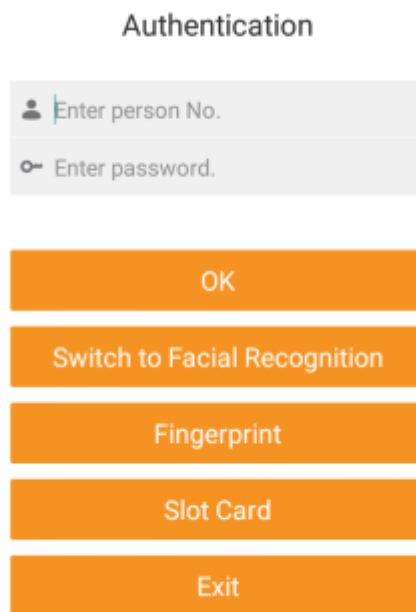 Authentication
Enter person No.
Enter password.
OK
Switch to Facial Recognition
Fingerprint
Slot Card
Exit